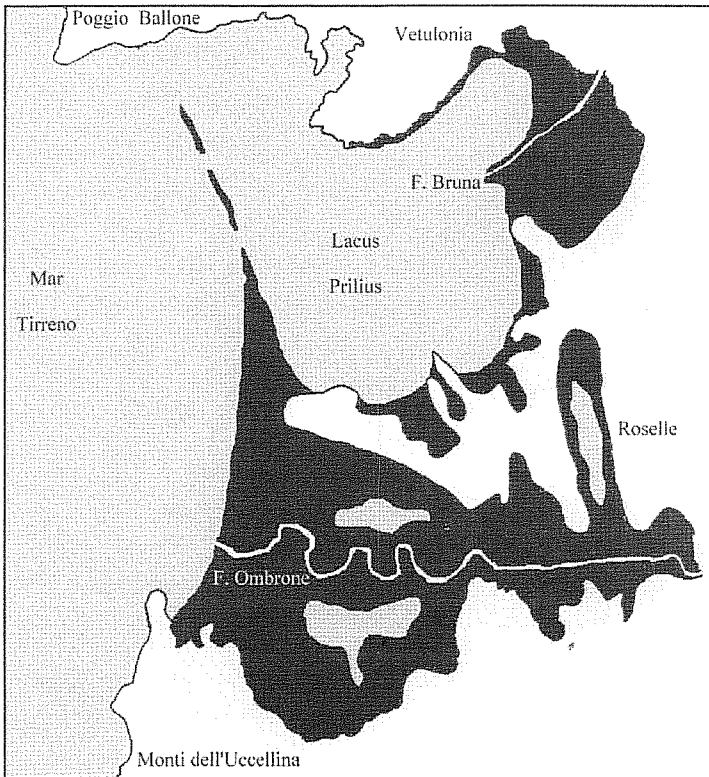 Poggio Ballone
Vetulonia
F. Bruna
Lacus
Prilius
Mar
Tirreno
Roselle
F. Ombrone
Monti dell'Uccellina